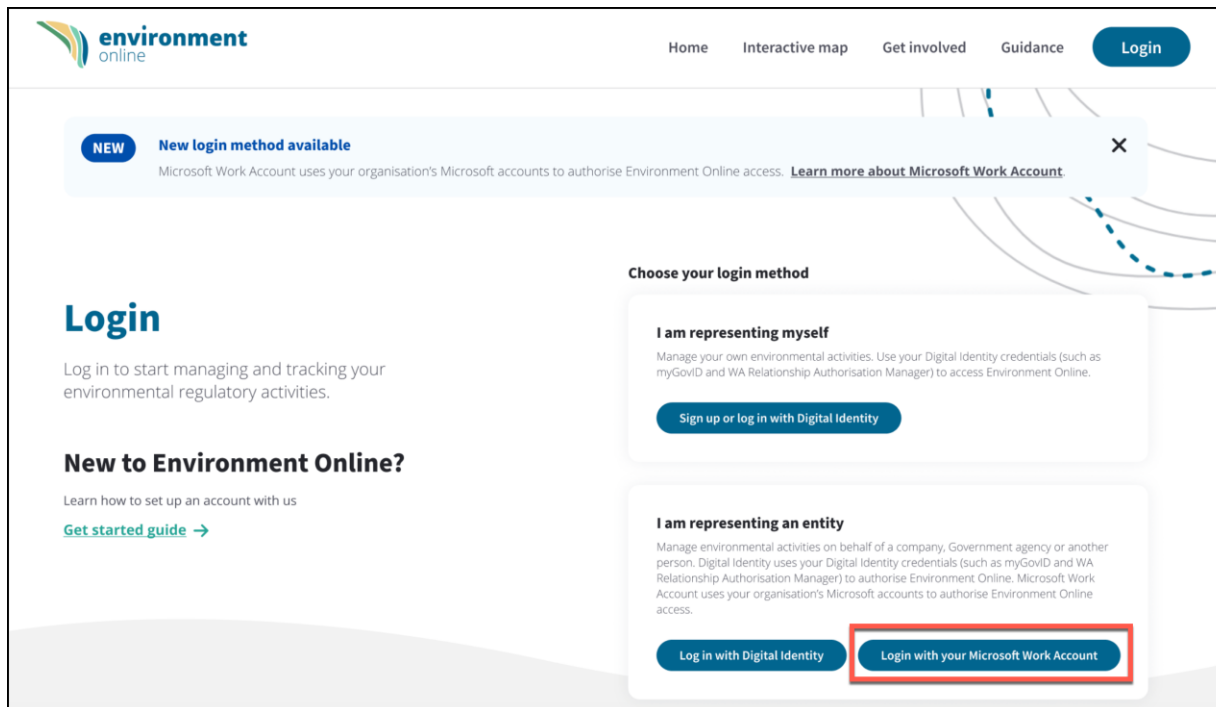 environment
online
Home Interactive map Get involved Guidance Login
NEW
New login method available
Microsoft Work Account uses your organisation's Microsoft accounts to authorise Environment Online access. Learn more about Microsoft Work Account.
Login
Log in to start managing and tracking your
environmental regulatory activities.
New to Environment Online?
Learn how to set up an account with us
Get started guide →
Choose your login method
I am representing myself
Manage your own environmental activities. Use your Digital Identity credentials (such as
myGovID and WA Relationship Authorisation Manager) to access Environment Online.
Sign up or log in with Digital Identity
I am representing an entity
Manage environmental activities on behalf of a company, Government agency or another
person. Digital Identity uses your Digital Identity credentials (such as myGovID and WA
Relationship Authorisation Manager) to authorise Environment Online. Microsoft Work
Account uses your organisation's Microsoft accounts to authorise Environment Online
access.
Log in with Digital Identity
Login with your Microsoft Work Account